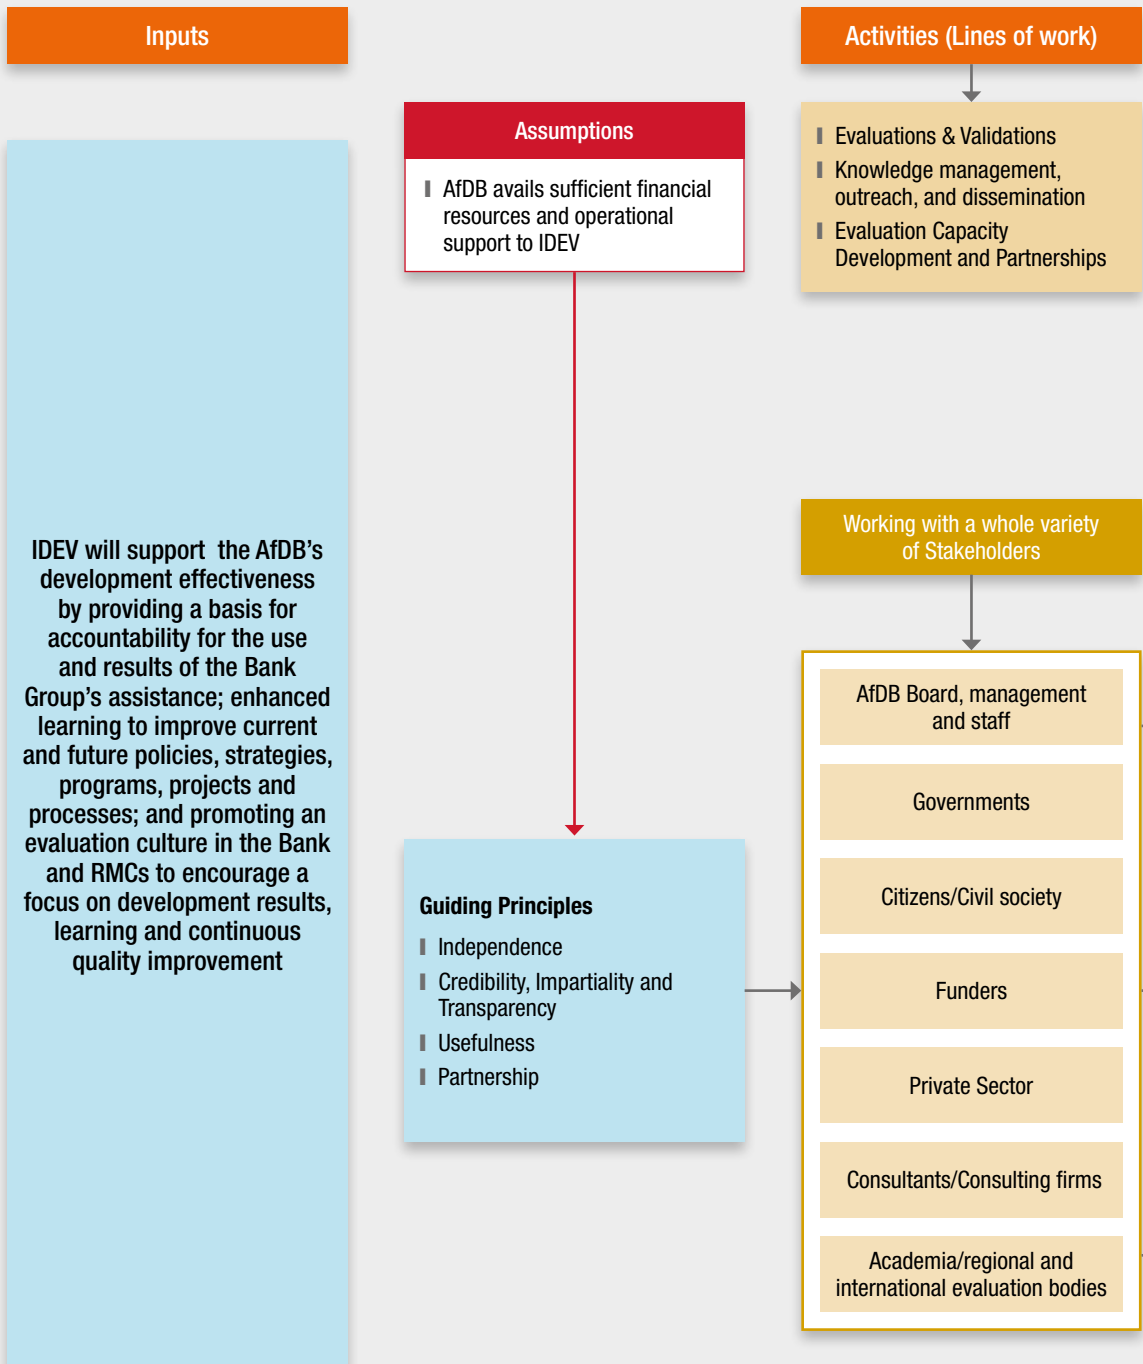 Inputs
IDEV will support the AfDB's
development effectiveness
by providing a basis for
accountability for the use
and results of the Bank
Group's assistance; enhanced
learning to improve current
and future policies, strategies,
programs, projects and
processes; and promoting an
evaluation culture in the Bank
and RMCs to encourage a
focus on development results,
learning and continuous
quality improvement
Assumptions
AfDB avails sufficient financial
resources and operational
support to IDEV
Guiding Principles
Independence
Credibility, Impartiality and
Transparency
Usefulness
Partnership
Activities (Lines of work)
Evaluations & Validations
Knowledge management,
outreach, and dissemination
Evaluation Capacity
Development and Partnerships
Working with a whole variety
of Stakeholders
AfDB Board, management
and staff
Governments
Citizens/Civil society
Funders
Private Sector
Consultants/Consulting firms
Academia/regional and
international evaluation bodies